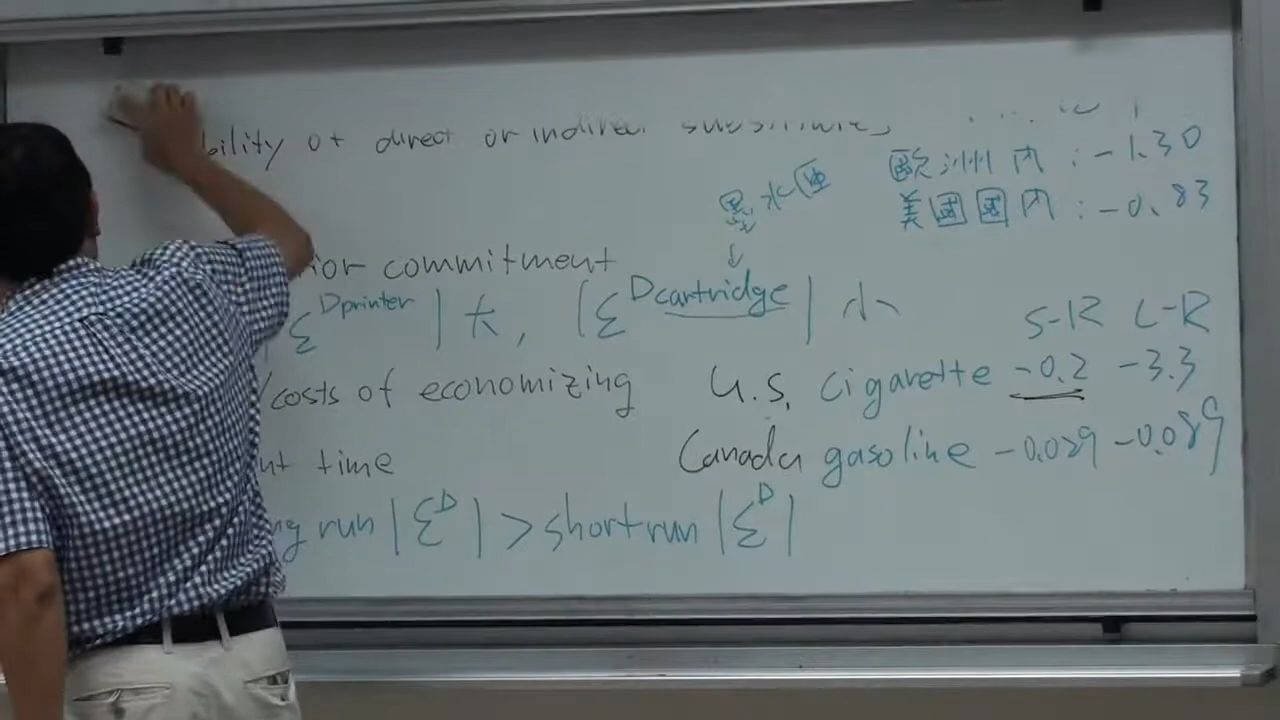 bility of direct or indirect substitutes
歐洲內：-1.30
墨水匣
美國國內：-0.83
↓
ior commitment
ε^Dprinter | 大, |ε^Dcartridge| 小
S-R L-R
costs of economizing
U.S. cigarette -0.2 -3.3
nt time
Canada gasoline -0.029 -0.089
ng run |ε^D| > short run |ε^D|